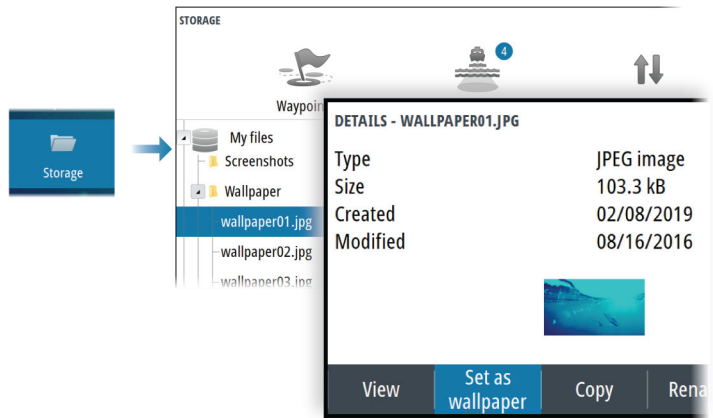 STORAGE
4
Waypoin
Storage
My files
Screenshots
Wallpaper
wallpaper01.jpg
wallpaper02.jpg
wallpaper03.jpg
DETAILS - WALLPAPER01.JPG
Type JPEG image
Size 103.3 kB
Created 02/08/2019
Modified 08/16/2016
View
Set as
wallpaper
Copy
Rena